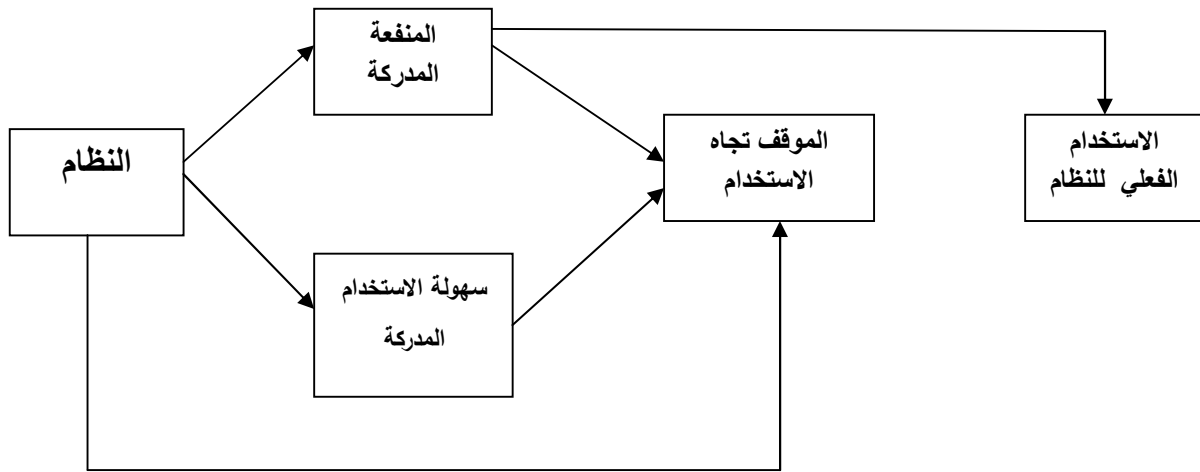 المنفعة
المدركة
النظام
الموقف تجاه
الاستخدام
الاستخدام
الفعلي للنظام
سهولة الاستخدام
المدركة